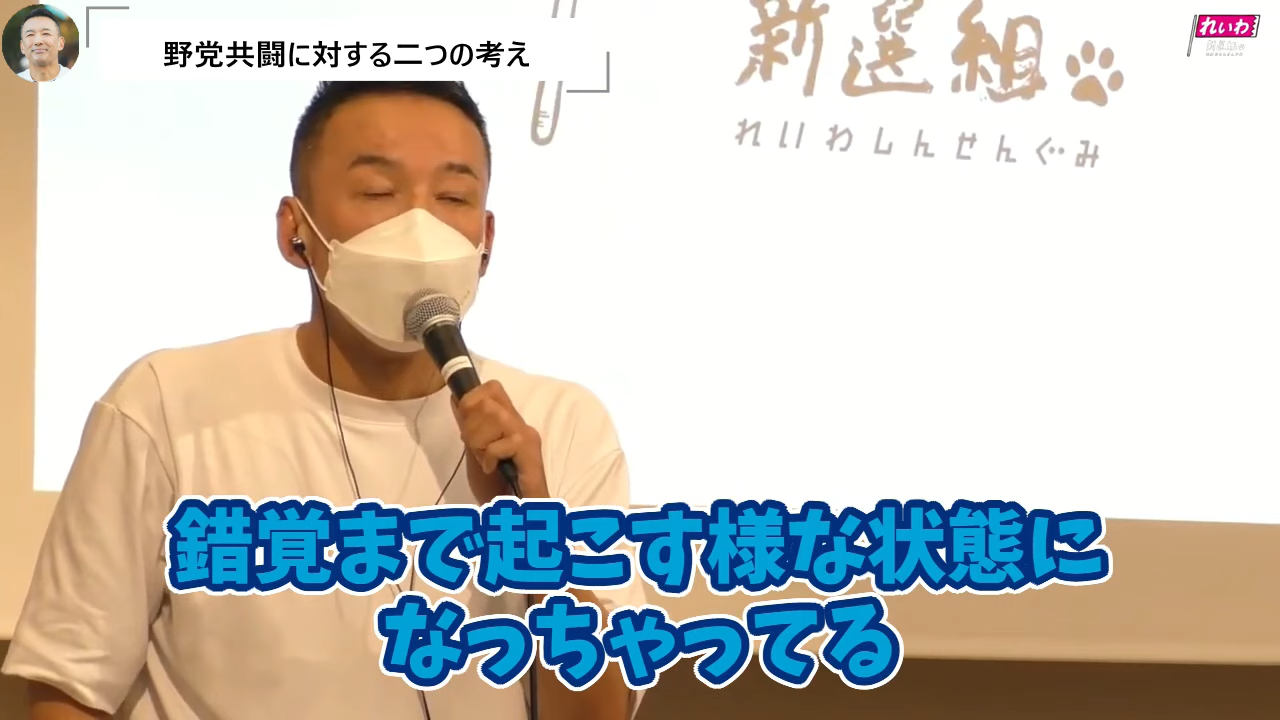 野党共闘に対する二つの考え
新選組
れいわしんせんぐみ
れいわ
錯覚まで起こす様な状態に
なっちゃってる